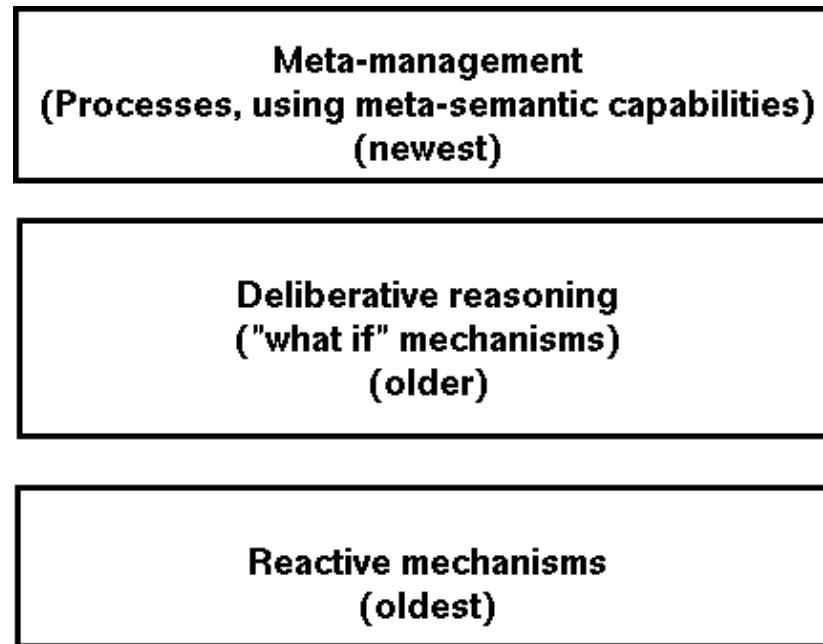 Meta-management
(Processes, using meta-semantic capabilities)
(newest)
Deliberative reasoning
("what if" mechanisms)
(older)
Reactive mechanisms
(oldest)